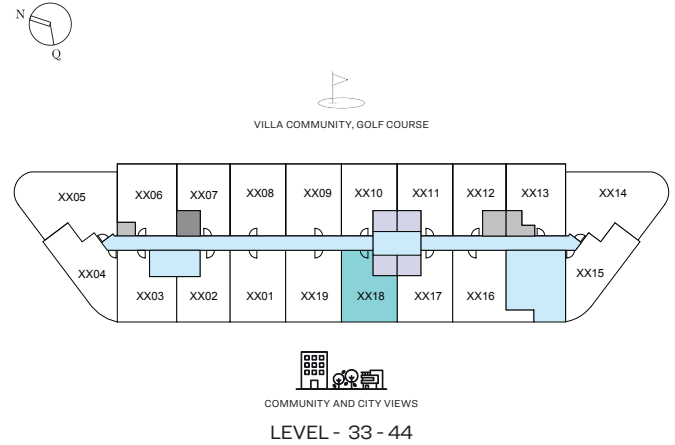 N
Q
VILLA COMMUNITY, GOLF COURSE
XX05 XX06 XX07 XX08 XX09 XX10 XX11 XX12 XX13 XX14
XX04 XX15
XX03 XX02 XX01 XX19 XX18 XX17 XX16
COMMUNITY AND CITY VIEWS
LEVEL - 33 - 44